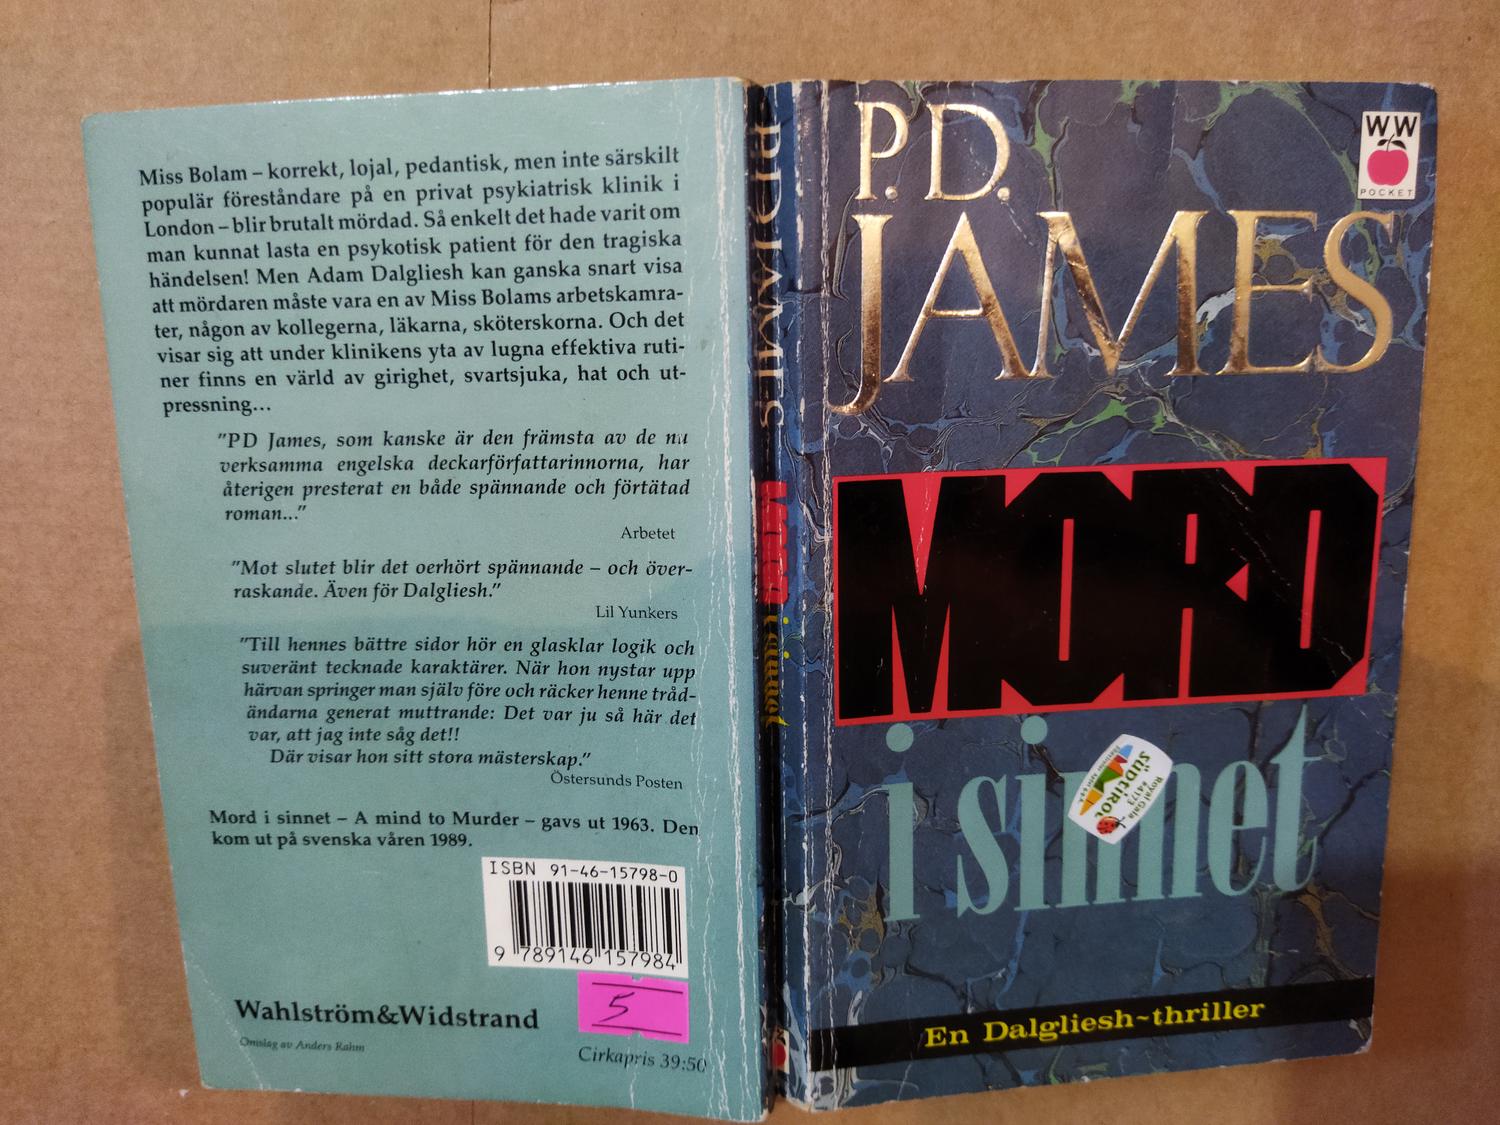 Miss Bolam – korrekt, lojal, pedantisk, men inte särskilt
populär föreståndare på en privat psykiatrisk klinik i
London – blir brutalt mördad. Så enkelt det hade varit om
man kunnat lasta en psykotisk patient för den tragiska
händelsen! Men Adam Dalgliesh kan ganska snart visa
att mördaren måste vara en av Miss Bolams arbetskamra-
ter, någon av kollegerna, läkarna, sköterskorna. Och det
visar sig att under klinikens yta av lugna effektiva ruti-
ner finns en värld av girighet, svartsjuka, hat och ut-
pressning...
"PD James, som kanske är den främsta av de nu
verksamma engelska deckarförfattarinnorna, har
återigen presterat en både spännande och förtätad
roman..."
Arbetet
"Mot slutet blir det oerhört spännande – och över-
raskande. Även för Dalgliesh."
Lil Yunkers
"Till hennes bättre sidor hör en glasklar logik och
suveränt tecknade karaktärer. När hon nystar upp
härvan springer man själv före och räcker henne tråd-
ändarna generat muttrande: Det var ju så här det
var, att jag inte såg det!!
Där visar hon sitt stora mästerskap."
Östersunds Posten
Mord i sinnet – A mind to Murder – gavs ut 1963. Den
kom ut på svenska våren 1989.
ISBN 91-46-15798-0
9 789146 157984
5
Wahlström&Widstrand
Omslag av Anders Rahm
Cirkapris 39:50
P.D. JAMES
MORD i sinnet
P.D.
JAMES
WW
POCKET
MORD
i sinnet
Royal Gala
#4173
SÜDTIROL
En Dalgliesh~thriller